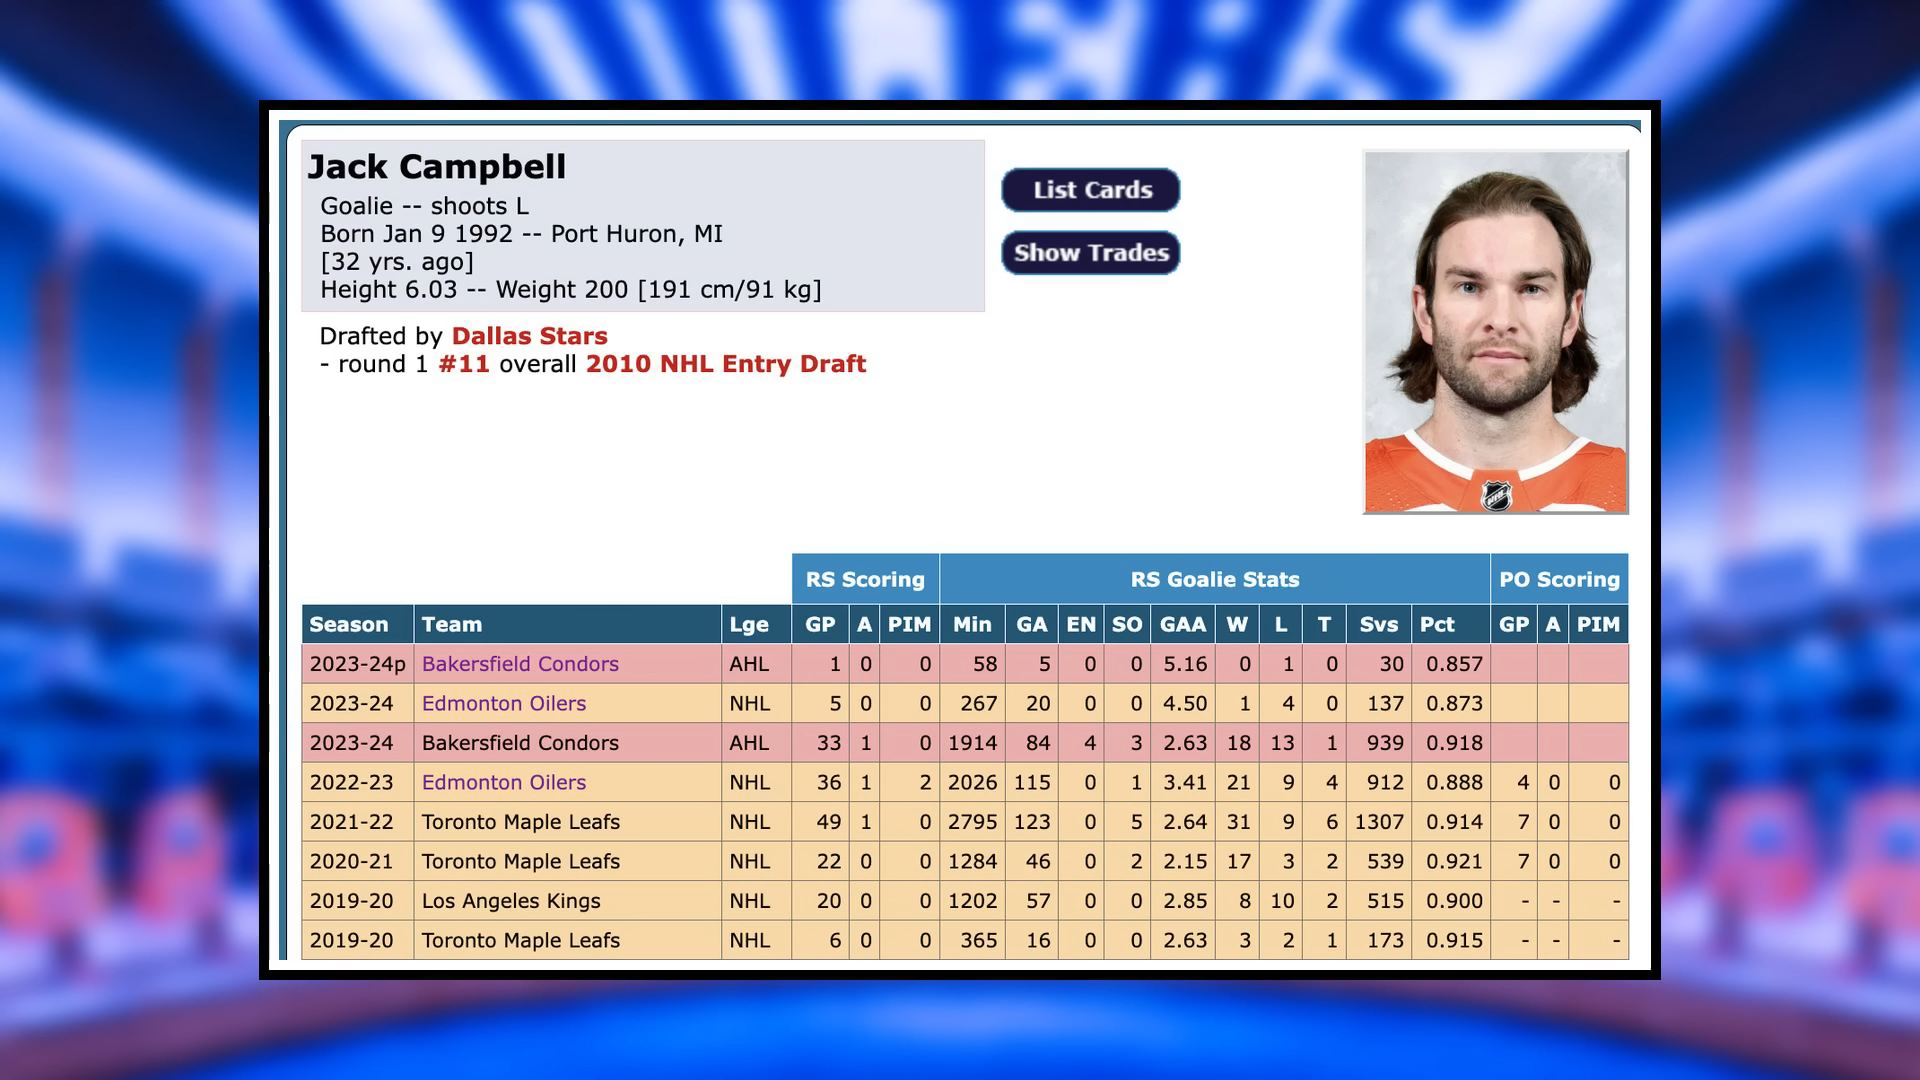 Jack Campbell
Goalie -- shoots L
Born Jan 9 1992 -- Port Huron, MI
[32 yrs. ago]
Height 6.03 -- Weight 200 [191 cm/91 kg]
Drafted by Dallas Stars
- round 1 #11 overall 2010 NHL Entry Draft
List Cards
Show Trades
NHL
RS Scoring RS Goalie Stats PO Scoring
Season Team Lge GP A PIM Min GA EN SO GAA W L T Svs Pct GP A PIM
2023-24p Bakersfield Condors AHL 1 0 0 58 5 0 0 5.16 0 1 0 30 0.857
2023-24 Edmonton Oilers NHL 5 0 0 267 20 0 0 4.50 1 4 0 137 0.873
2023-24 Bakersfield Condors AHL 33 1 0 1914 84 4 3 2.63 18 13 1 939 0.918
2022-23 Edmonton Oilers NHL 36 1 2 2026 115 0 1 3.41 21 9 4 912 0.888 4 0 0
2021-22 Toronto Maple Leafs NHL 49 1 0 2795 123 0 5 2.64 31 9 6 1307 0.914 7 0 0
2020-21 Toronto Maple Leafs NHL 22 0 0 1284 46 0 2 2.15 17 3 2 539 0.921 7 0 0
2019-20 Los Angeles Kings NHL 20 0 0 1202 57 0 0 2.85 8 10 2 515 0.900 - - -
2019-20 Toronto Maple Leafs NHL 6 0 0 365 16 0 0 2.63 3 2 1 173 0.915 - - -